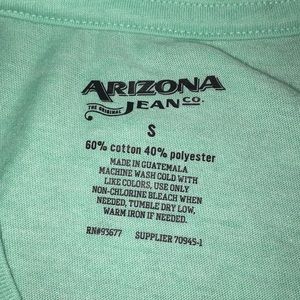 ARIZONA
THE ORIGINAL JEAN CO.
S
60% cotton 40% polyester
MADE IN GUATEMALA
MACHINE WASH COLD WITH
LIKE COLORS, USE ONLY
NON-CHLORINE BLEACH WHEN
NEEDED, TUMBLE DRY LOW,
WARM IRON IF NEEDED.
RN#93677 SUPPLIER 70945-1